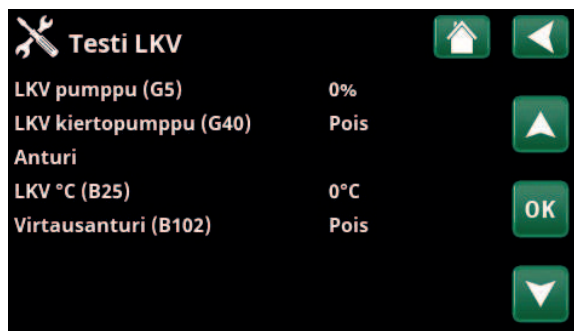 Testi LKV
LKV pumppu (G5) 0%
LKV kiertopumppu (G40) Pois
Anturi
LKV °C (B25) 0°C
OK
Virtausanturi (B102) Pois